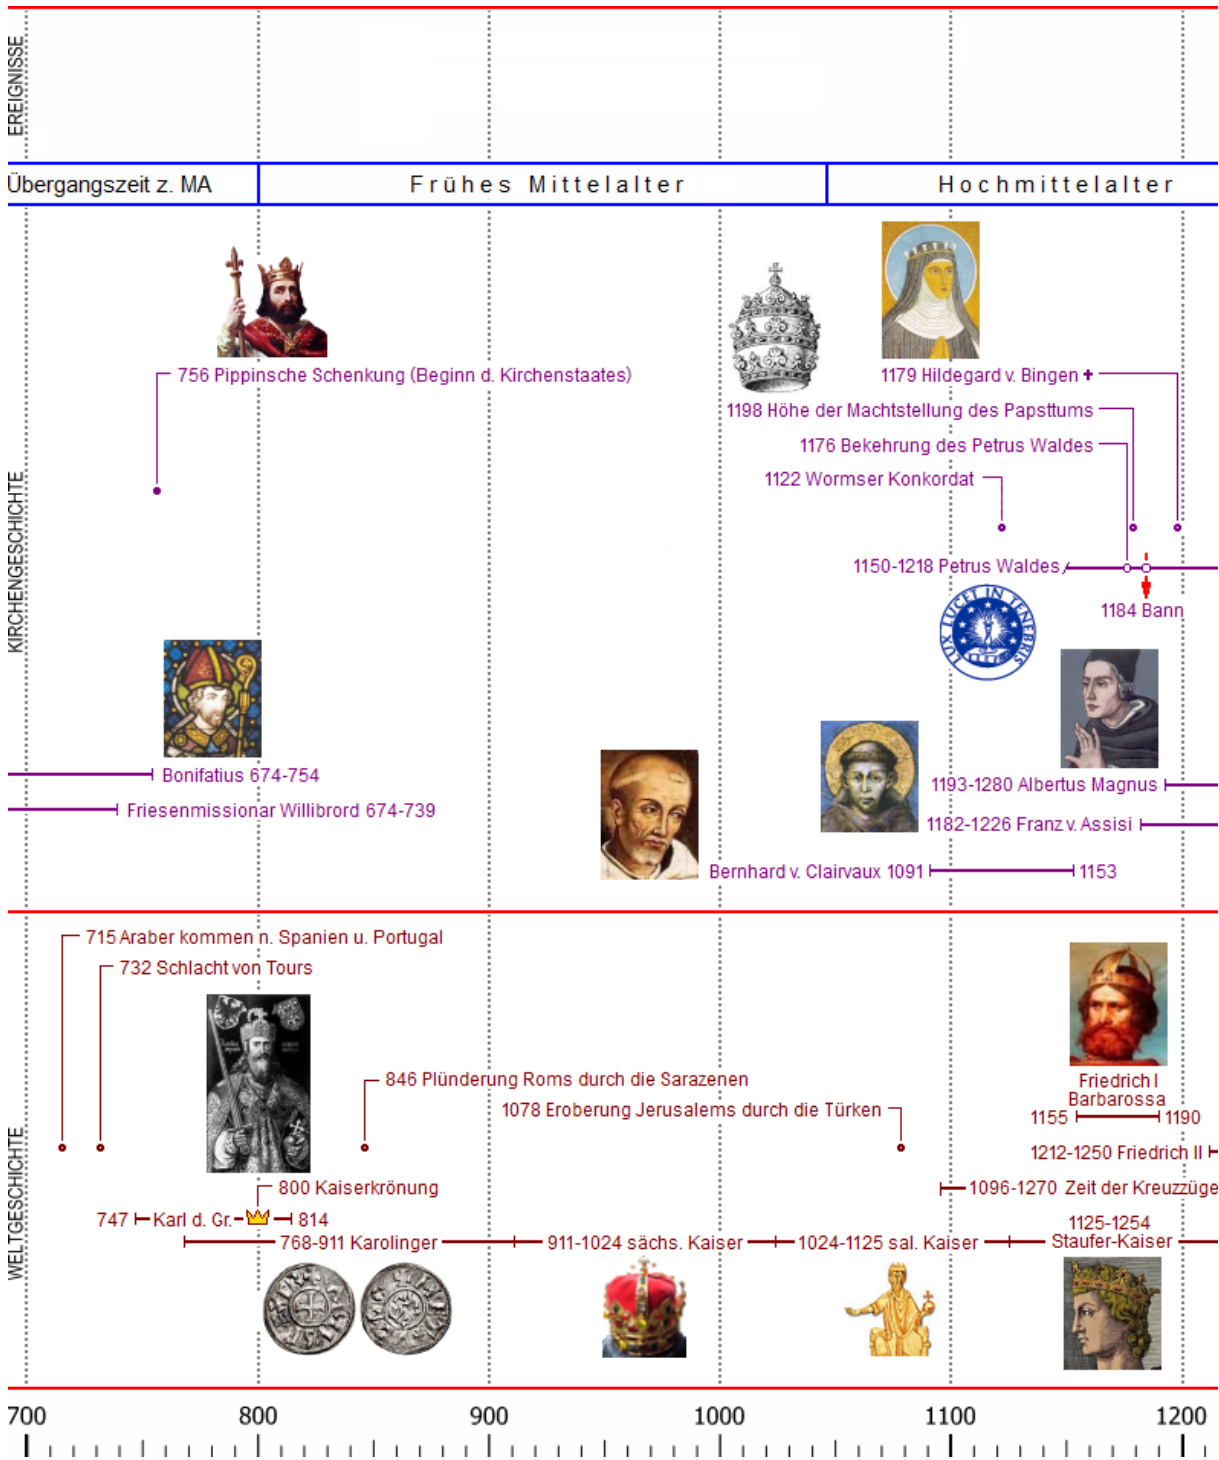 EREIGNISSE
Übergangszeit z. MA
Frühes Mittelalter
Hochmittelalter
KIRCHENGESCHICHTE
756 Pippinsche Schenkung (Beginn d. Kirchenstaates)
1179 Hildegard v. Bingen ✝
1198 Höhe der Machtstellung des Papsttums
1176 Bekehrung des Petrus Waldes
1122 Wormser Konkordat
1150-1218 Petrus Waldes
1184 Bann
LUX LUCET IN TENEBRIS
Bonifatius 674-754
Friesenmissionar Willibrord 674-739
1193-1280 Albertus Magnus
1182-1226 Franz v. Assisi
Bernhard v. Clairvaux 1091
1153
WELTGESCHICHTE
715 Araber kommen n. Spanien u. Portugal
732 Schlacht von Tours
846 Plünderung Roms durch die Sarazenen
1078 Eroberung Jerusalems durch die Türken
Friedrich I
Barbarossa
1155
1190
1212-1250 Friedrich II
800 Kaiserkrönung
1096-1270 Zeit der Kreuzzüge
747
Karl d. Gr.
814
768-911 Karolinger
911-1024 sächs. Kaiser
1024-1125 sal. Kaiser
1125-1254
Staufer-Kaiser
700
800
900
1000
1100
1200